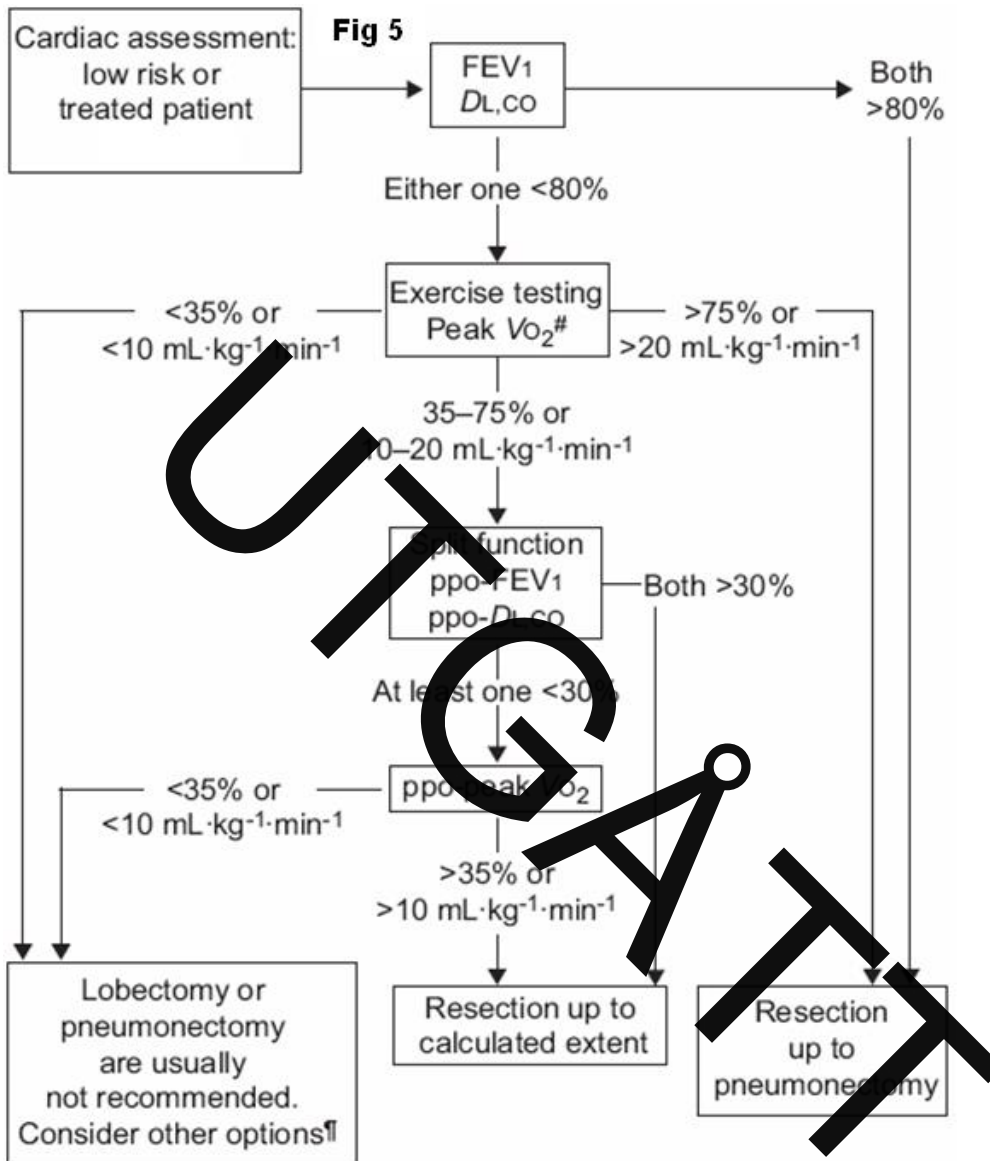 Fig 5
Cardiac assessment:
low risk or
treated patient
FEV1
DL,CO
Both
>80%
Either one <80%
Exercise testing
Peak VO2#
<35% or
<10 mL·kg-1·min-1
>75% or
>20 mL·kg-1·min-1
35–75% or
10–20 mL·kg-1·min-1
Split function
ppo-FEV1
ppo-DL,CO
Both >30%
At least one <30%
ppo-peak VO2
<35% or
<10 mL·kg-1·min-1
>35% or
>10 mL·kg-1·min-1
Lobectomy or
pneumonectomy
are usually
not recommended.
Consider other options¶
Resection up to
calculated extent
Resection
up to
pneumonectomy
UTGÅTT